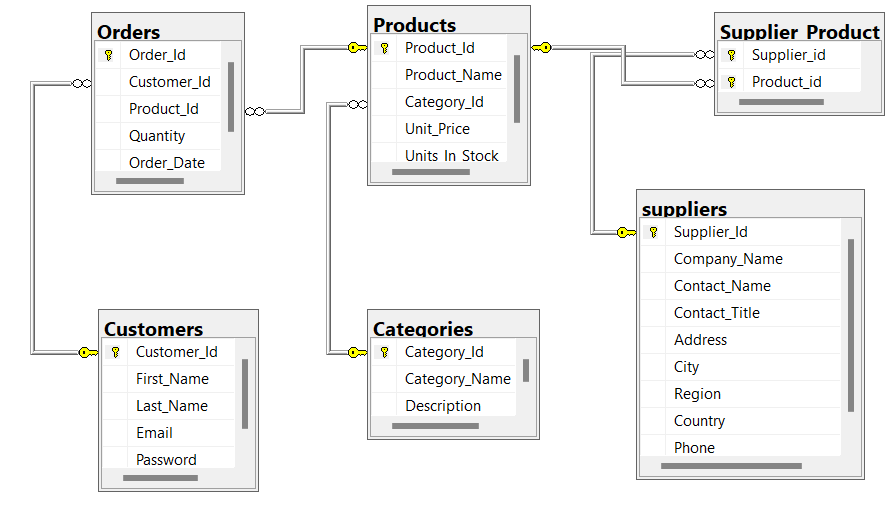 Orders
Order_Id
Customer_Id
Product_Id
Quantity
Order_Date
Products
Product_Id
Product_Name
Category_Id
Unit_Price
Units_In_Stock
Supplier_Product
Supplier_id
Product_id
suppliers
Supplier_Id
Company_Name
Contact_Name
Contact_Title
Address
City
Region
Country
Phone
Customers
Customer_Id
First_Name
Last_Name
Email
Password
Categories
Category_Id
Category_Name
Description